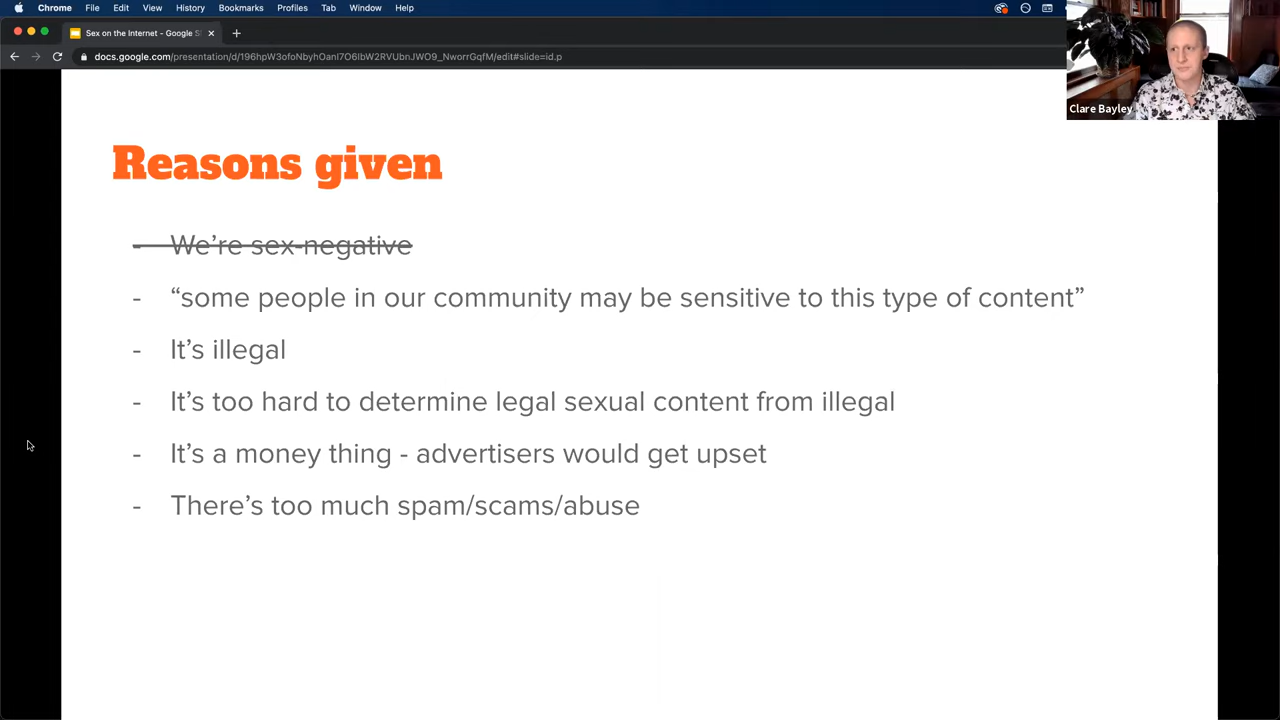 Chrome File Edit View History Bookmarks Profiles Tab Window Help
Sex on the Internet - Google S
docs.google.com/presentation/d/196hpW3ofoNbyhOanI7O6IbW2RVUbnJWO9_NworrGqfM/edit#slide=id.p
Clare Bayley
Reasons given
- We’re sex-negative
- “some people in our community may be sensitive to this type of content”
- It’s illegal
- It’s too hard to determine legal sexual content from illegal
- It’s a money thing - advertisers would get upset
- There’s too much spam/scams/abuse